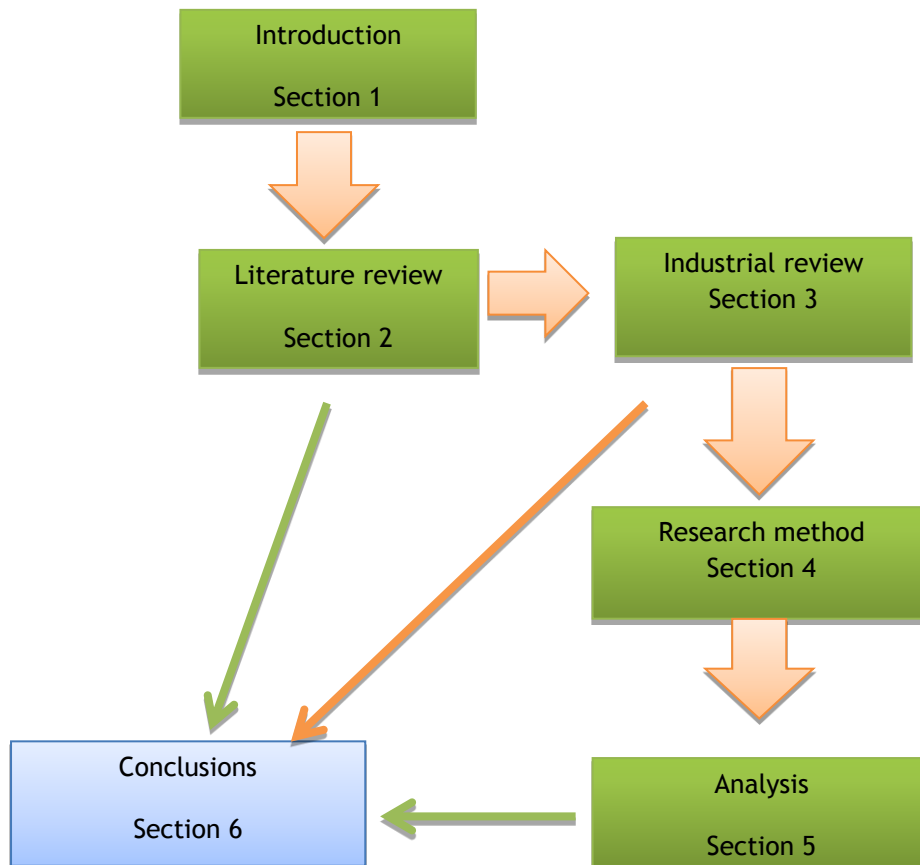 Introduction
Section 1
Literature review
Section 2
Industrial review
Section 3
Research method
Section 4
Analysis
Section 5
Conclusions
Section 6